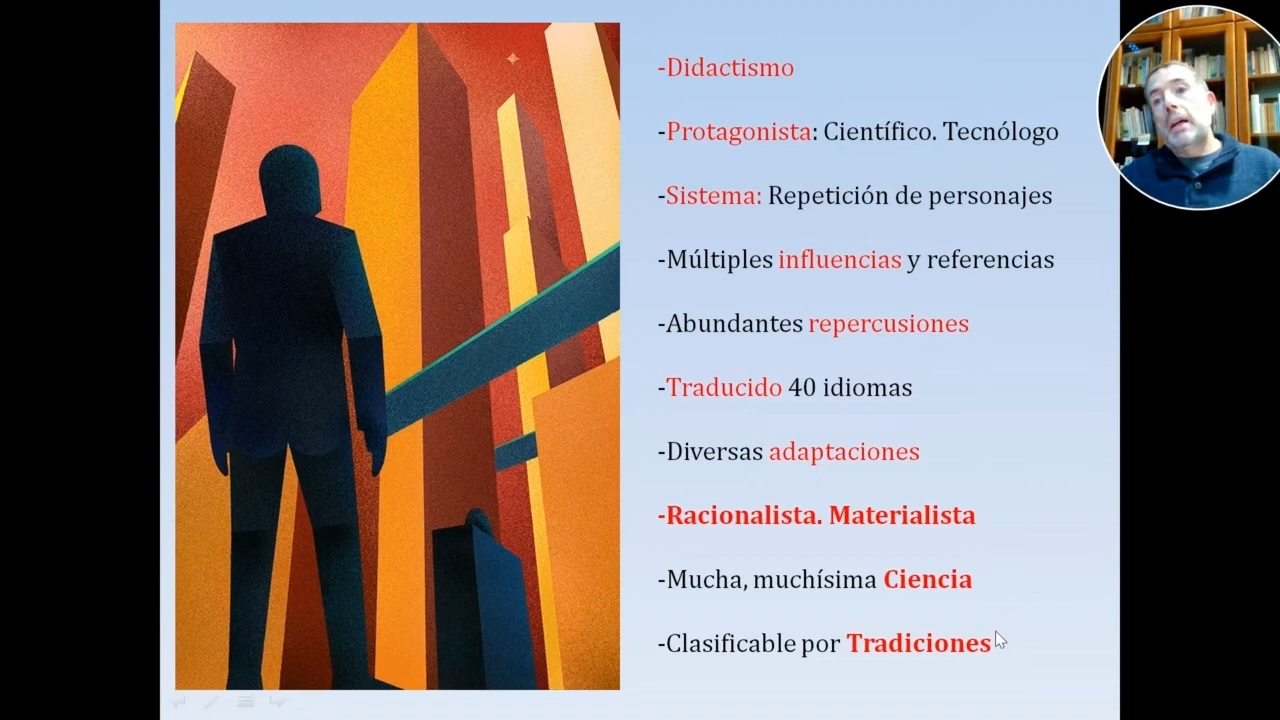 -Didactismo
-Protagonista: Científico. Tecnólogo
-Sistema: Repetición de personajes
-Múltiples influencias y referencias
-Abundantes repercusiones
-Traducido 40 idiomas
-Diversas adaptaciones
-Racionalista. Materialista
-Mucha, muchísima Ciencia
-Clasificable por Tradiciones